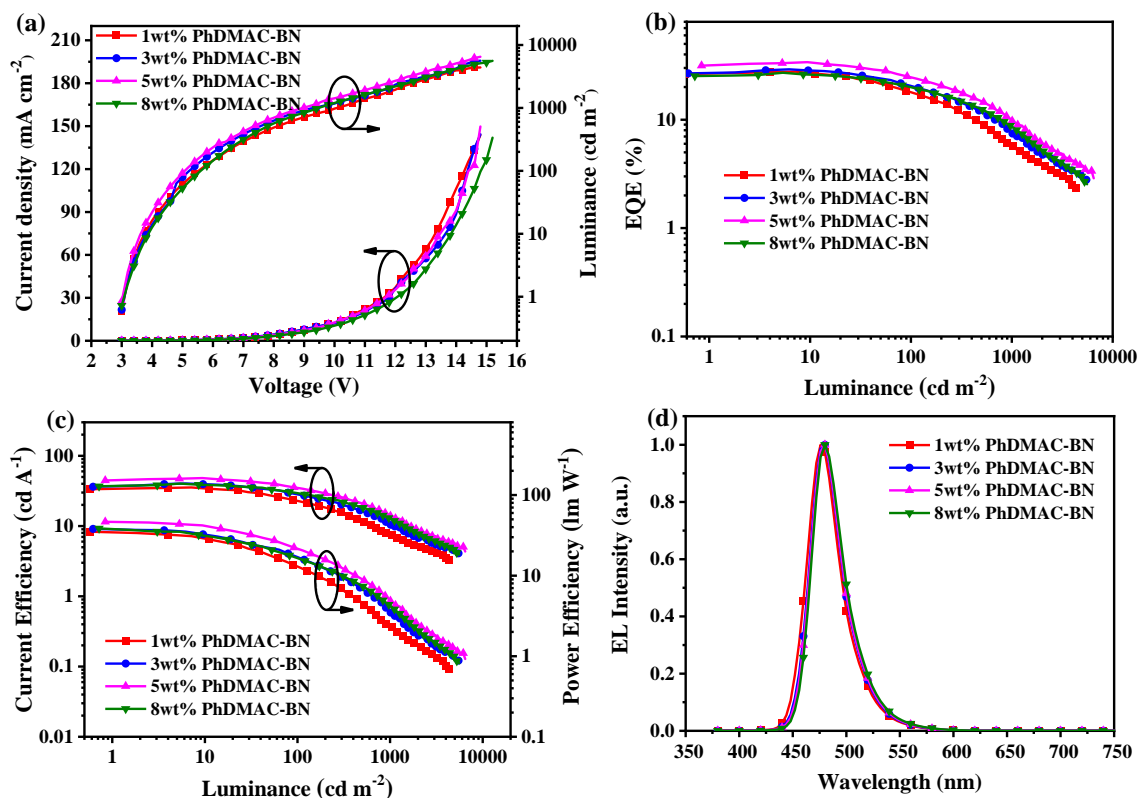 (a)
1wt% PhDMAC-BN
3wt% PhDMAC-BN
5wt% PhDMAC-BN
8wt% PhDMAC-BN
210
180
150
120
90
60
30
0
Current density (mA cm-2)
10000
1000
100
10
1
Luminance (cd m-2)
2 3 4 5 6 7 8 9 10 11 12 13 14 15 16
Voltage (V)
(b)
10
1
0.1
EQE (%)
1wt% PhDMAC-BN
3wt% PhDMAC-BN
5wt% PhDMAC-BN
8wt% PhDMAC-BN
1 10 100 1000 10000
Luminance (cd m-2)
(c)
100
10
1
0.1
0.01
Current Efficiency (cd A-1)
100
10
1
0.1
Power Efficiency (lm W-1)
1wt% PhDMAC-BN
3wt% PhDMAC-BN
5wt% PhDMAC-BN
8wt% PhDMAC-BN
1 10 100 1000 10000
Luminance (cd m-2)
(d)
1.0
0.8
0.6
0.4
0.2
0.0
EL Intensity (a.u.)
1wt% PhDMAC-BN
3wt% PhDMAC-BN
5wt% PhDMAC-BN
8wt% PhDMAC-BN
350 400 450 500 550 600 650 700 750
Wavelength (nm)